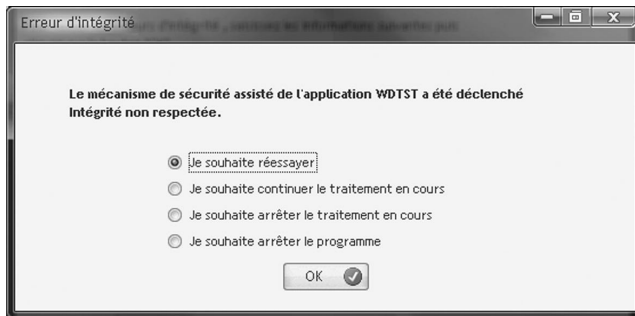 Erreur d'intégrité
Le mécanisme de sécurité assisté de l'application WDTST a été déclenché
Intégrité non respectée.
Je souhaite réessayer
Je souhaite continuer le traitement en cours
Je souhaite arrêter le traitement en cours
Je souhaite arrêter le programme
OK